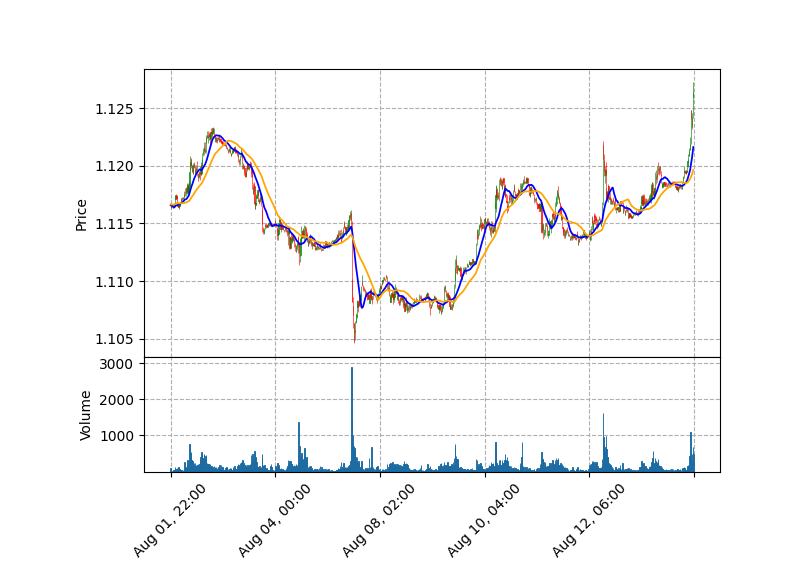 1.125
1.120
1.115
1.110
1.105
Price
3000
2000
1000
Volume
Aug 01, 22:00
Aug 04, 00:00
Aug 08, 02:00
Aug 10, 04:00
Aug 12, 06:00